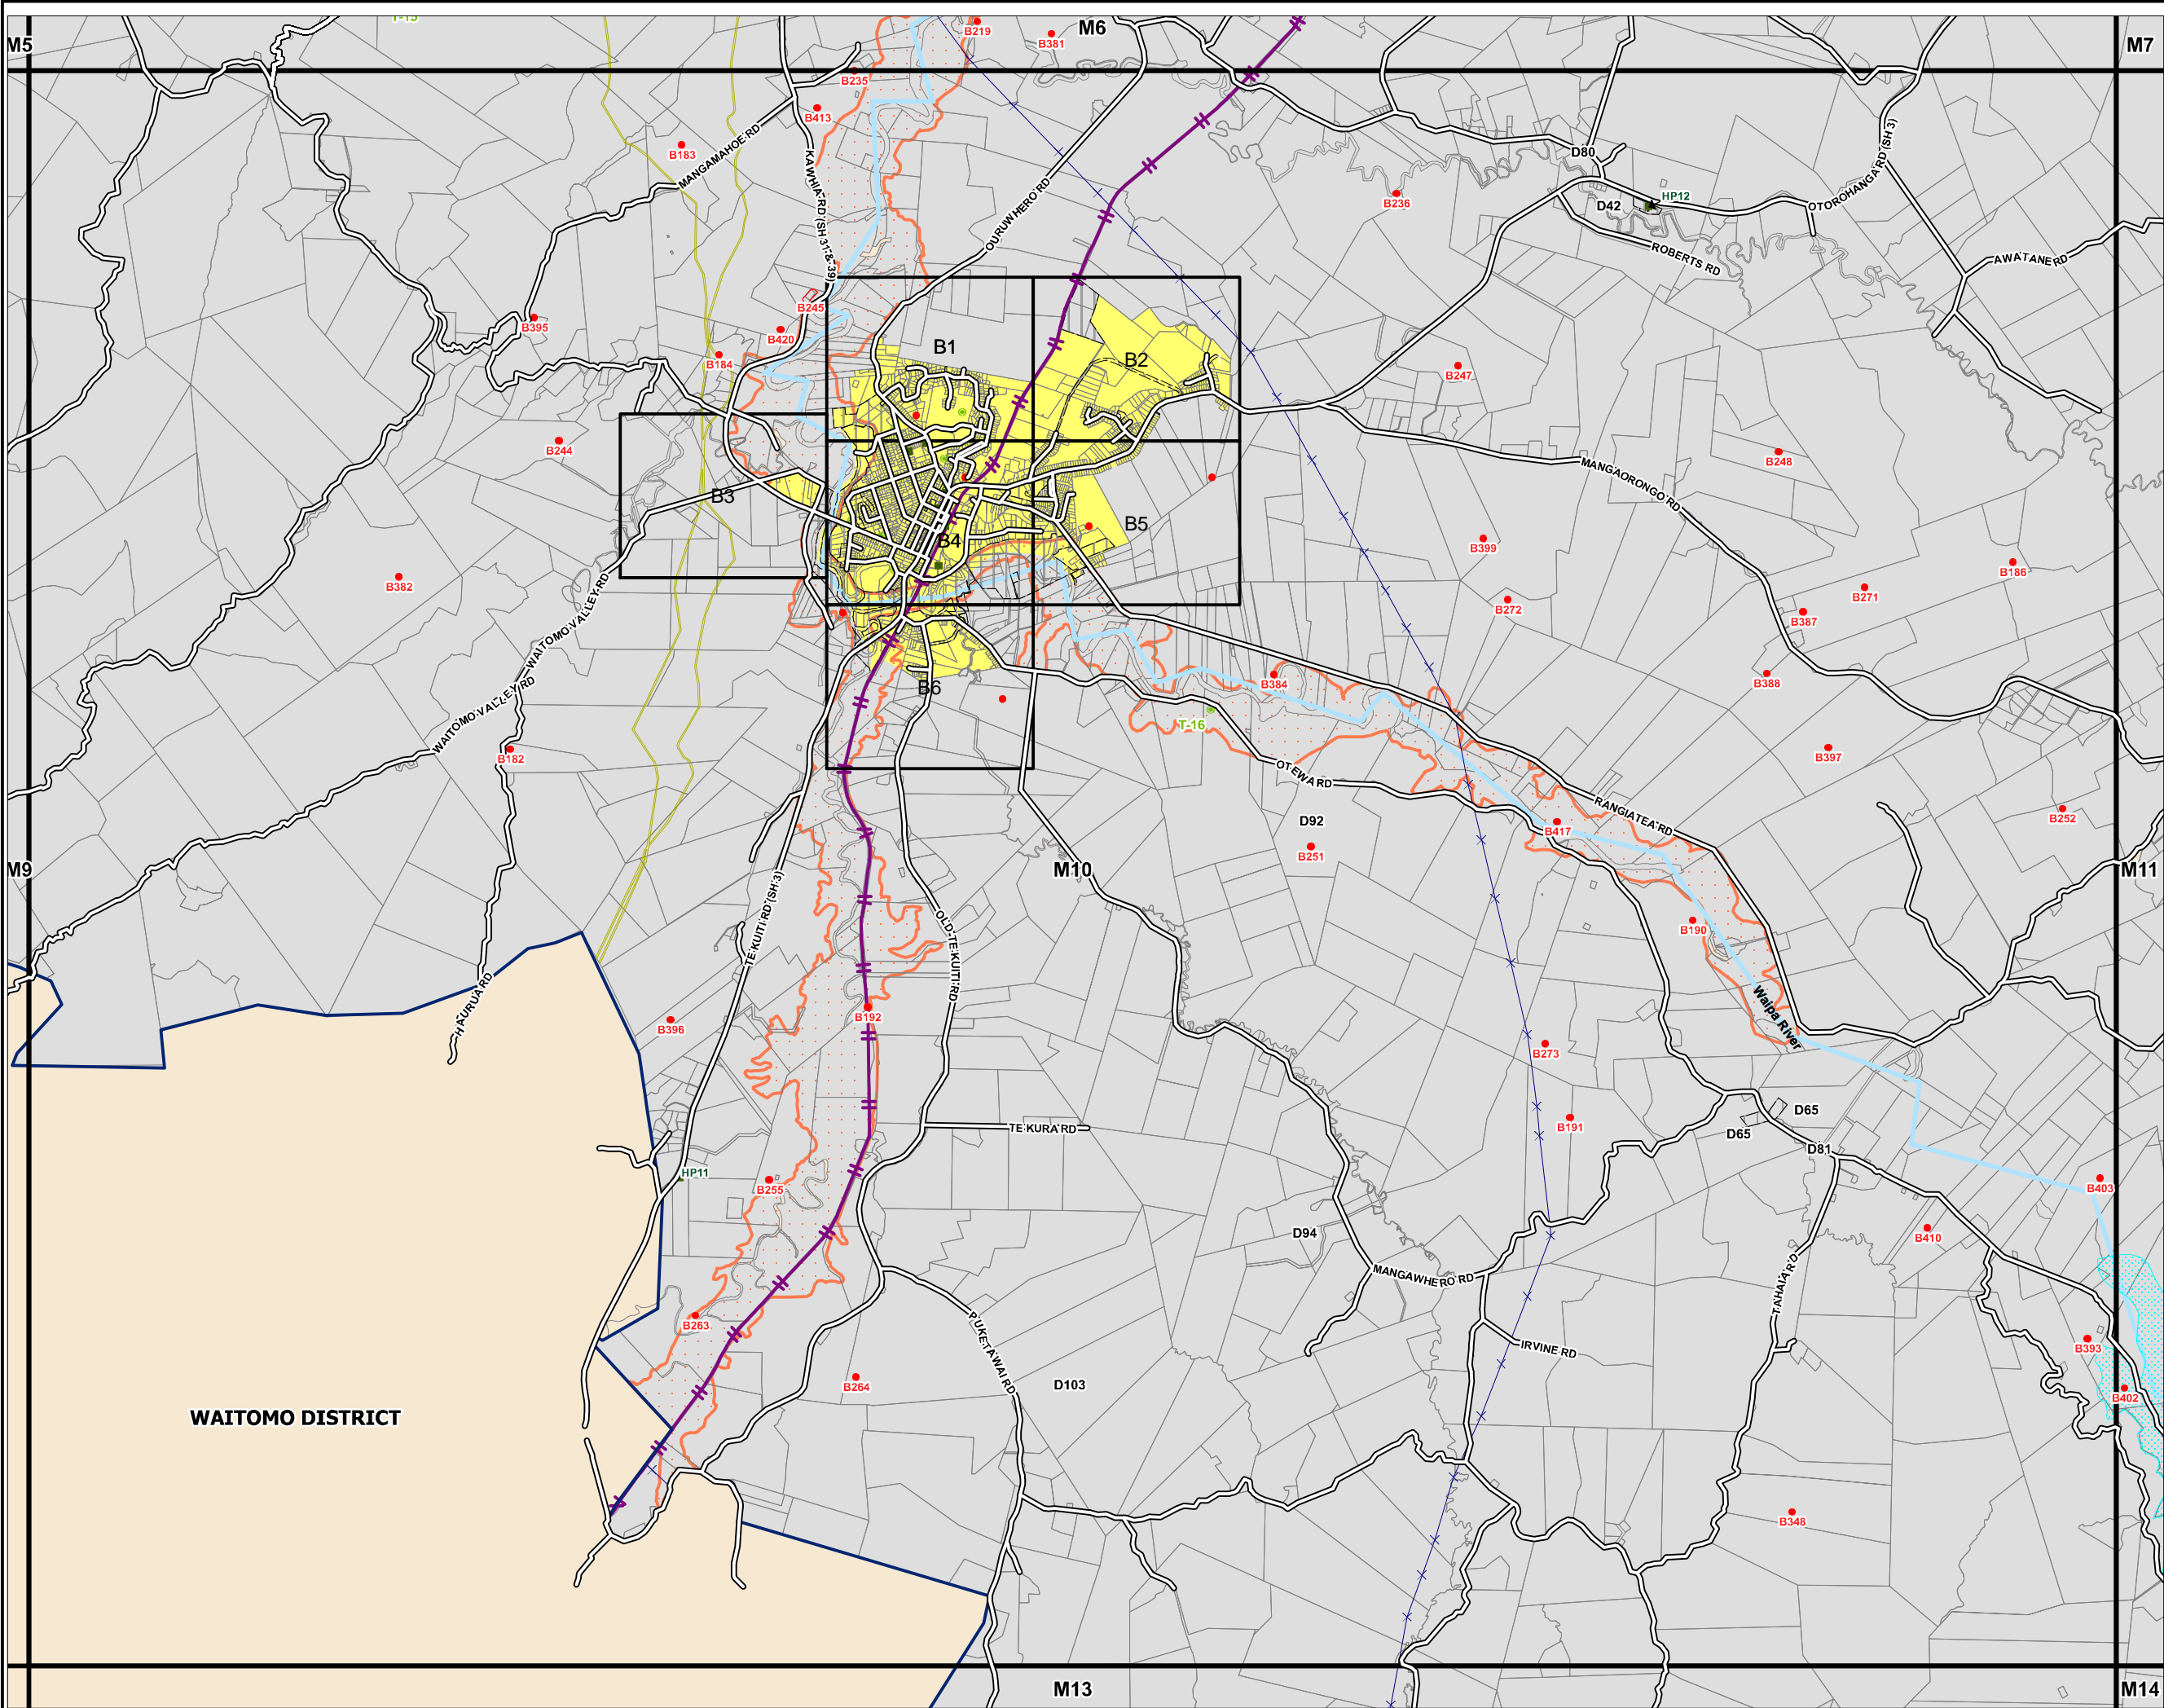 T-15
M5
B219
B381
M6
M7
B235
B413
B183
MANGAMAHOE RD
KAWHIA RD (SH 31 & 39)
OURUWHERO RD
B236
D80
D42
HP12
ROBERTS RD
OTOROHANGA RD (SH 3)
AWATANE RD
B395
B245
B420
B184
B1
B2
B247
B244
B3
B4
B5
MANGAORONGO RD
B248
B382
WAITOMO VALLEY RD
B399
B272
B186
B271
B387
B388
WAITOMO VALLEY RD
B182
B6
B384
T-16
OTEWA RD
B397
RANGIATEA RD
B252
D92
B251
B417
M9
M10
M11
TE KUITI RD (SH 3)
OLD TE KUITI RD
B190
Waipa River
HAURUA RD
B396
B192
B273
B191
TE KURA RD
D65
D65
D81
HP11
B255
B403
B410
D94
MANGAWHERO RD
TAHAIA RD
B263
PUKETAWAI RD
IRVINE RD
B393
B264
D103
B402
WAITOMO DISTRICT
B348
M13
M14